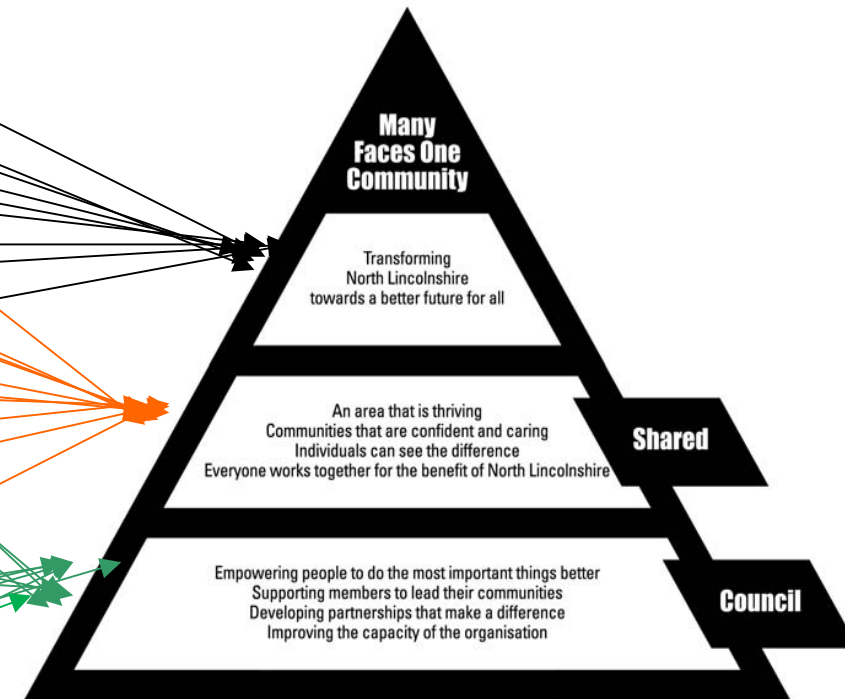 Many
Faces One
Community
Transforming
North Lincolnshire
towards a better future for all
An area that is thriving
Communities that are confident and caring
Individuals can see the difference
Everyone works together for the benefit of North Lincolnshire
Shared
Empowering people to do the most important things better
Supporting members to lead their communities
Developing partnerships that make a difference
Improving the capacity of the organisation
Council